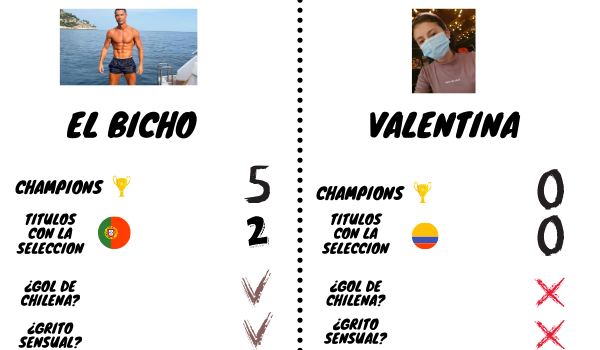 EL BICHO
CHAMPIONS 5
TITULOS
CON LA
SELECCION 2
¿GOL DE
CHILENA?
¿GRITO
SENSUAL?
VALENTINA
CHAMPIONS 0
TITULOS
CON LA
SELECCION 0
¿GOL DE
CHILENA?
¿GRITO
SENSUAL?